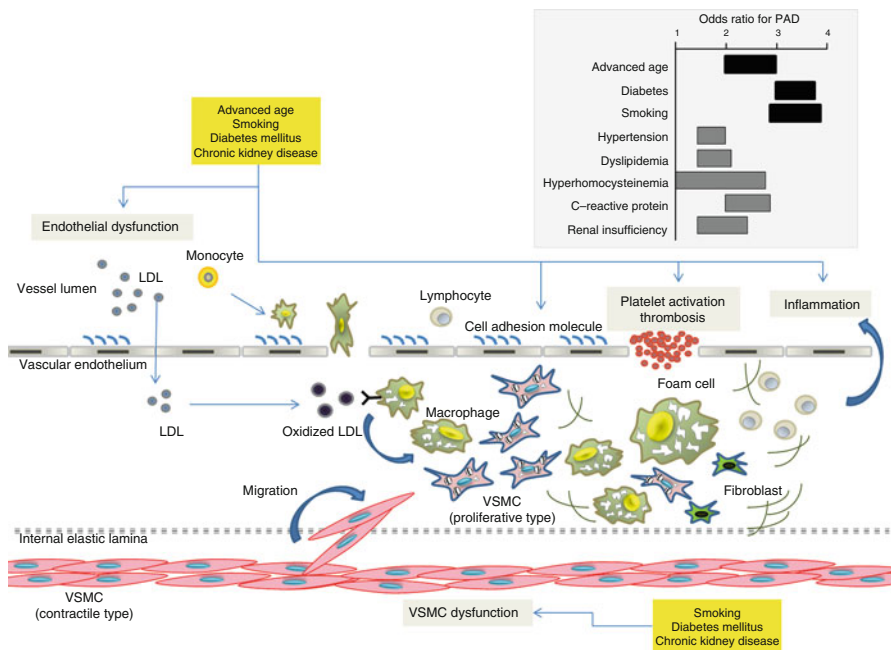 Odds ratio for PAD
1 2 3 4
Advanced age
Diabetes
Smoking
Hypertension
Dyslipidemia
Hyperhomocysteinemia
C–reactive protein
Renal insufficiency
Advanced age
Smoking
Diabetes mellitus
Chronic kidney disease
Endothelial dysfunction
Monocyte
LDL
Vessel lumen
Lymphocyte
Cell adhesion molecule
Platelet activation
thrombosis
Inflammation
Vascular endothelium
Foam cell
Macrophage
LDL
Oxidized LDL
Migration
VSMC
(proliferative type)
Fibroblast
Internal elastic lamina
VSMC
(contractile type)
VSMC dysfunction
Smoking
Diabetes mellitus
Chronic kidney disease